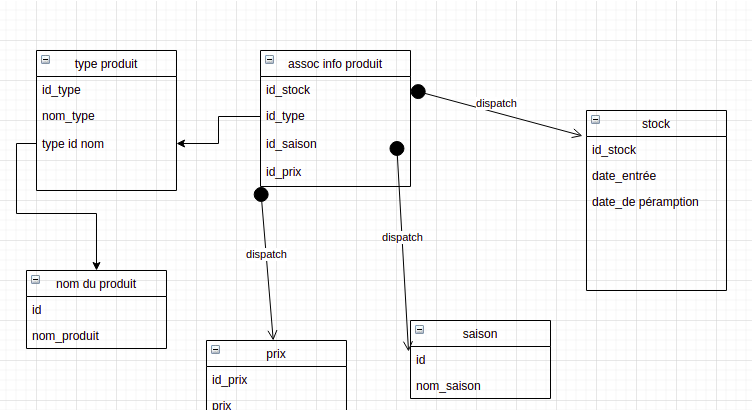 type produit
id_type
nom_type
type id nom
assoc info produit
id_stock
id_type
id_saison
id_prix
dispatch
stock
id_stock
date_entrée
date_de péramption
dispatch
dispatch
nom du produit
id
nom_produit
prix
id_prix
prix
saison
id
nom_saison